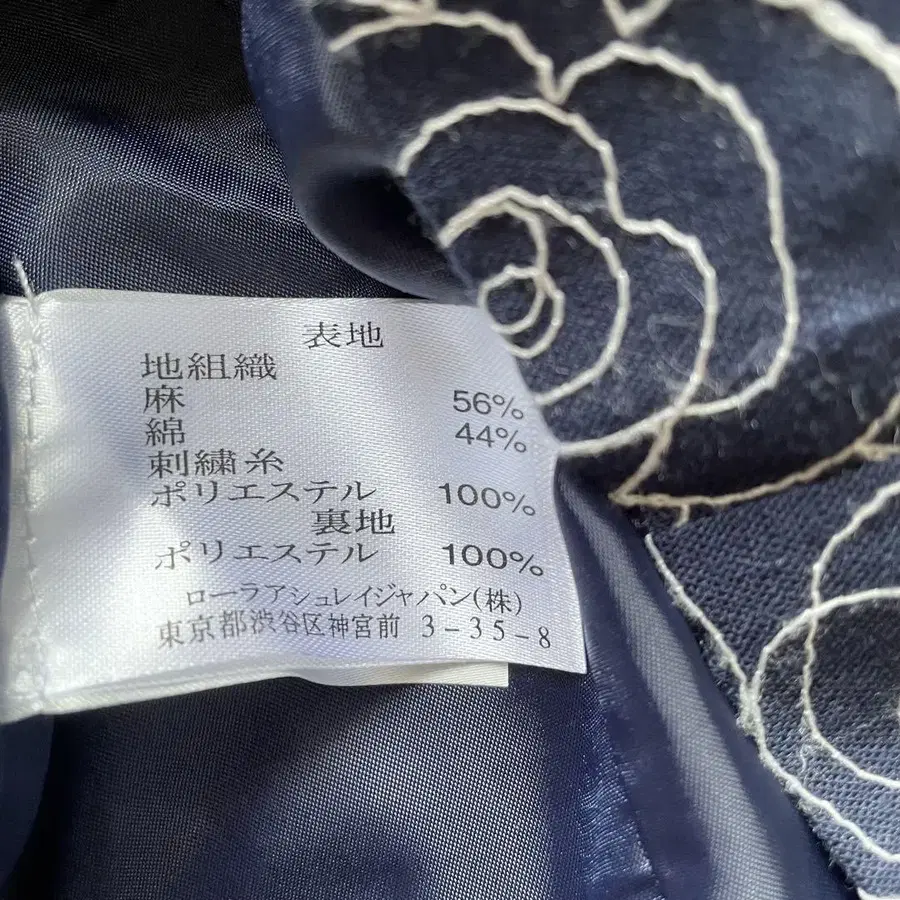 表地
地組織
麻 56%
綿 44%
刺繍糸
ポリエステル 100%
裏地
ポリエステル 100%
ローラアシュレイジャパン(株)
東京都渋谷区神宮前 3-35-8